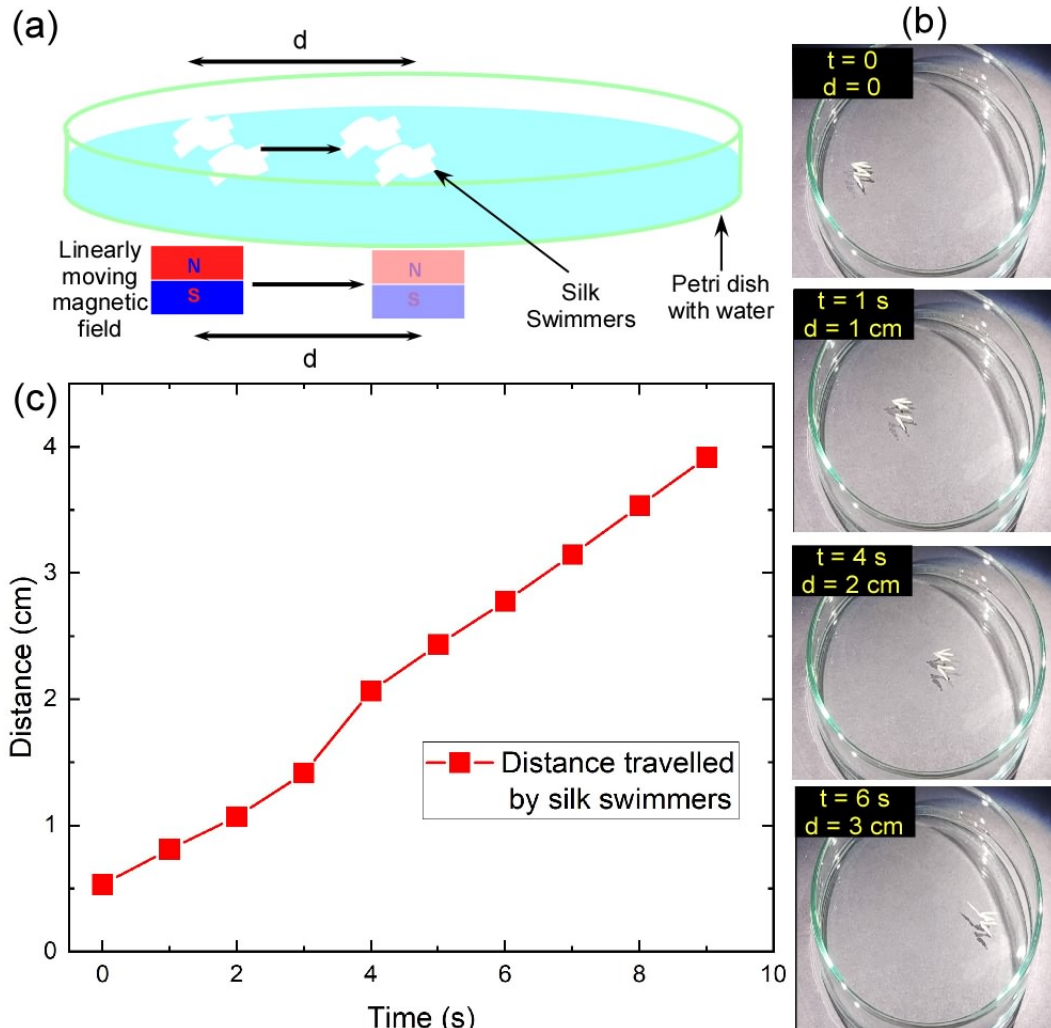 (a)
d
N
S
N
S
Linearly
moving
magnetic
field
d
Silk
Swimmers
Petri dish
with water
(b)
t = 0
d = 0
t = 1 s
d = 1 cm
t = 4 s
d = 2 cm
t = 6 s
d = 3 cm
(c)
4
3
2
1
0
Distance (cm)
Distance travelled
by silk swimmers
0 2 4 6 8 10
Time (s)